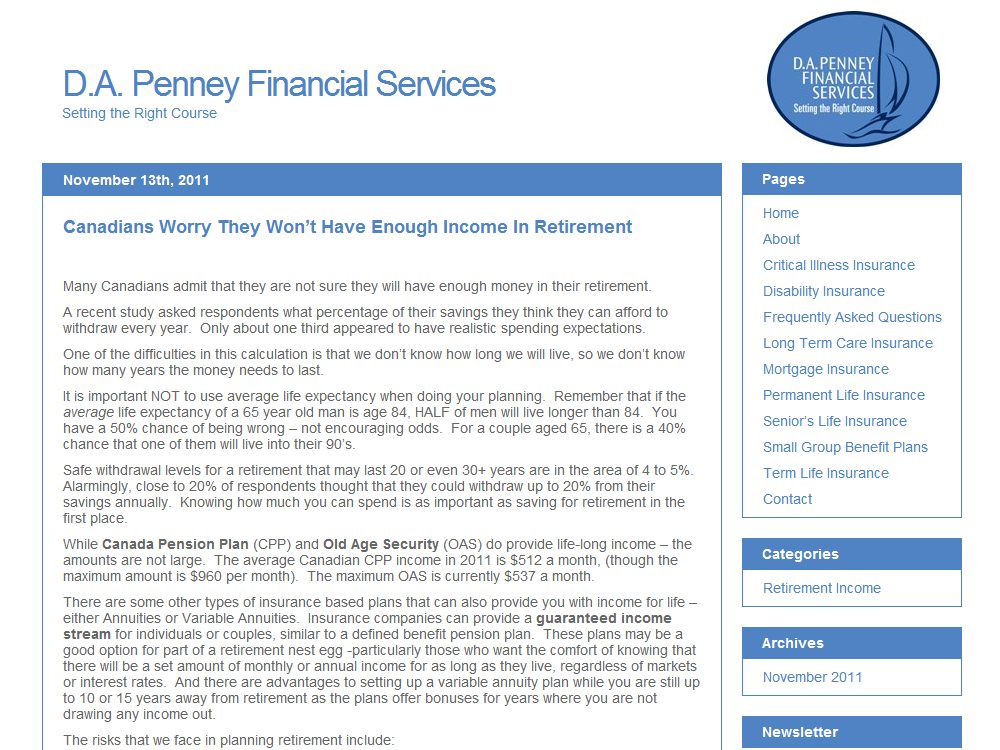 D.A. Penney Financial Services
Setting the Right Course
D.A. PENNEY
FINANCIAL
SERVICES
Setting the Right Course
November 13th, 2011
Canadians Worry They Won’t Have Enough Income In Retirement
Many Canadians admit that they are not sure they will have enough money in their retirement.
A recent study asked respondents what percentage of their savings they think they can afford to
withdraw every year.  Only about one third appeared to have realistic spending expectations.
One of the difficulties in this calculation is that we don’t know how long we will live, so we don’t know
how many years the money needs to last.
It is important NOT to use average life expectancy when doing your planning.  Remember that if the
average life expectancy of a 65 year old man is age 84, HALF of men will live longer than 84.  You
have a 50% chance of being wrong – not encouraging odds.  For a couple aged 65, there is a 40%
chance that one of them will live into their 90’s.
Safe withdrawal levels for a retirement that may last 20 or even 30+ years are in the area of 4 to 5%.
Alarmingly, close to 20% of respondents thought that they could withdraw up to 20% from their
savings annually.  Knowing how much you can spend is as important as saving for retirement in the
first place.
While Canada Pension Plan (CPP) and Old Age Security (OAS) do provide life-long income – the
amounts are not large.  The average Canadian CPP income in 2011 is $512 a month, (though the
maximum amount is $960 per month).  The maximum OAS is currently $537 a month.
There are some other types of insurance based plans that can also provide you with income for life –
either Annuities or Variable Annuities.  Insurance companies can provide a guaranteed income
stream for individuals or couples, similar to a defined benefit pension plan.  These plans may be a
good option for part of a retirement nest egg -particularly those who want the comfort of knowing that
there will be a set amount of monthly or annual income for as long as they live, regardless of markets
or interest rates.  And there are advantages to setting up a variable annuity plan while you are still up
to 10 or 15 years away from retirement as the plans offer bonuses for years where you are not
drawing any income out.
The risks that we face in planning retirement include:
Pages
Home
About
Critical Illness Insurance
Disability Insurance
Frequently Asked Questions
Long Term Care Insurance
Mortgage Insurance
Permanent Life Insurance
Senior’s Life Insurance
Small Group Benefit Plans
Term Life Insurance
Contact
Categories
Retirement Income
Archives
November 2011
Newsletter